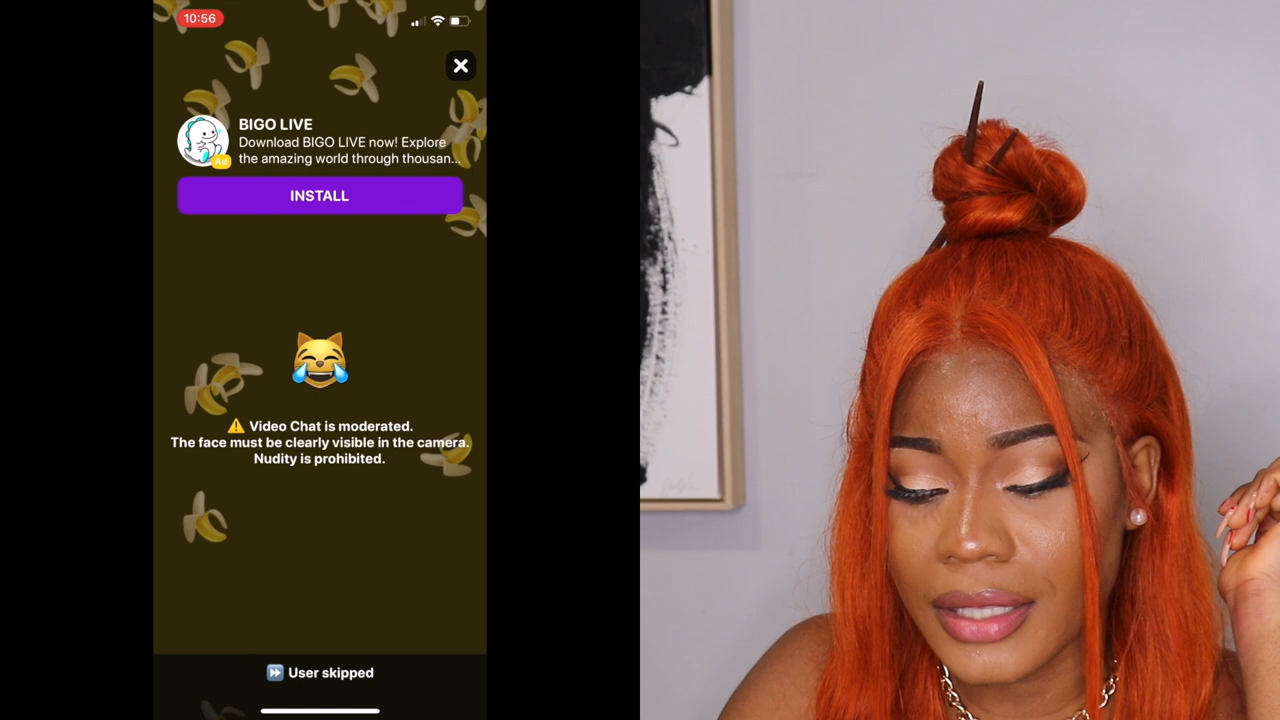 10:56
BIGO LIVE
Download BIGO LIVE now! Explore
the amazing world through thousan...
Ad
INSTALL
⚠️ Video Chat is moderated.
The face must be clearly visible in the camera.
Nudity is prohibited.
⏩ User skipped